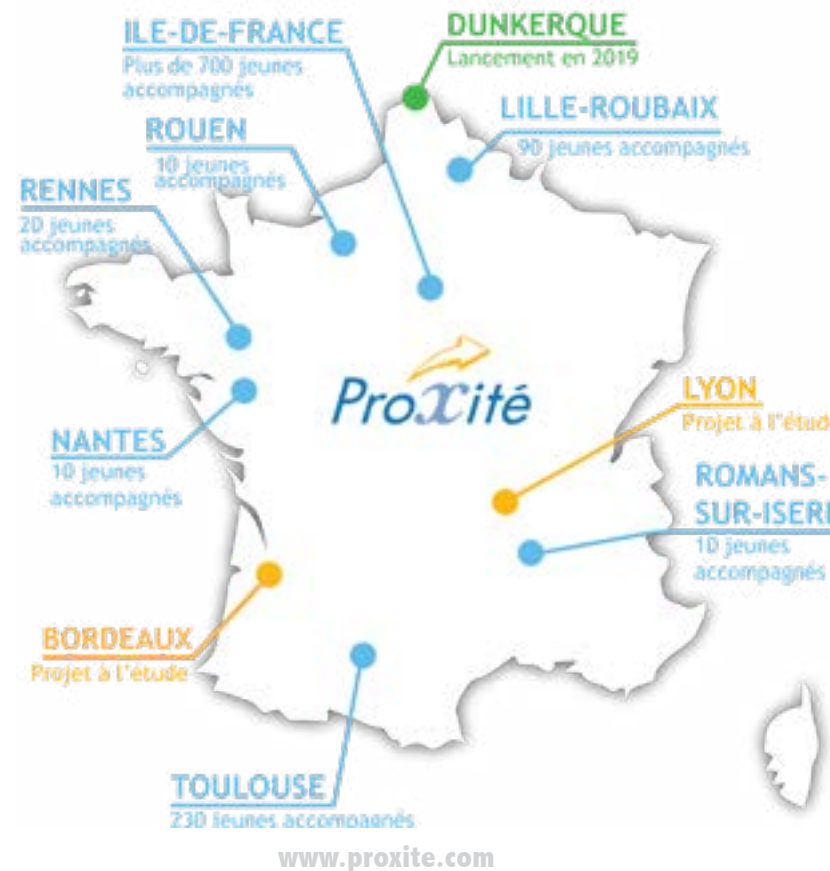 ILE-DE-FRANCE
Plus de 700 jeunes
accompagnés
DUNKERQUE
Lancement en 2019
LILLE-ROUBAIX
90 jeunes accompagnés
ROUEN
10 jeunes
accompagnés
RENNES
20 jeunes
accompagnés
ProXité
LYON
Projet à l'étud
NANTES
10 jeunes
accompagnés
ROMANS-
SUR-ISER
10 jeunes
accompagnés
BORDEAUX
Projet à l'étude
TOULOUSE
230 jeunes accompagnés
www.proxite.com